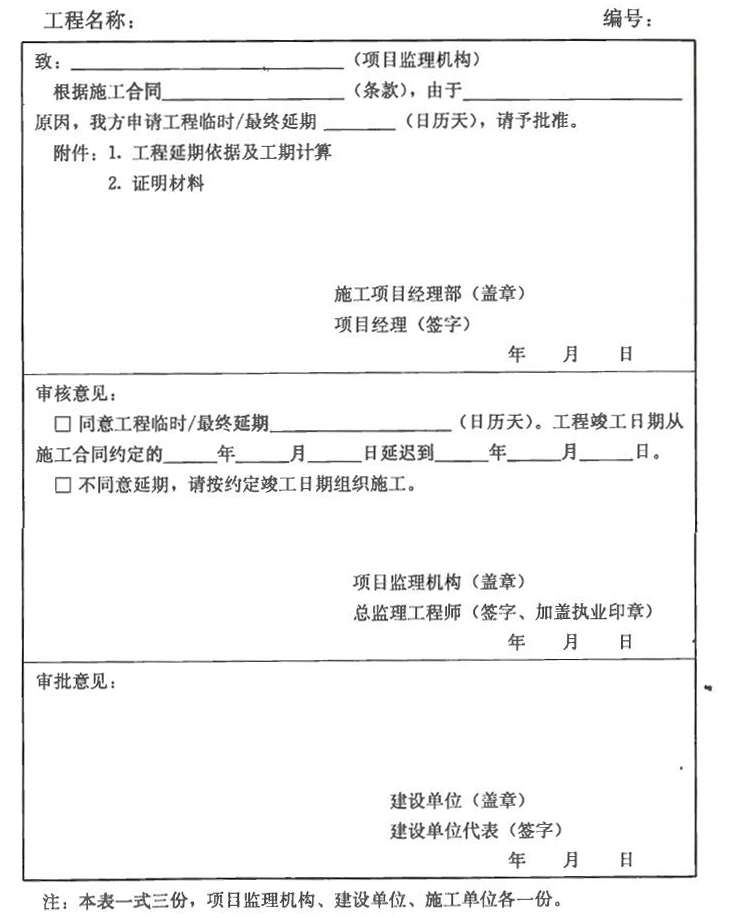 工程名称： 编号：
致：____________（项目监理机构）
根据施工合同____________（条款），由于____________
原因，我方申请工程临时/最终延期______（日历天），请予批准。
附件：1. 工程延期依据及工期计算
2. 证明材料
施工项目经理部（盖章）
项目经理（签字）
年 月 日
审核意见：
□ 同意工程临时/最终延期____________（日历天）。工程竣工日期从
施工合同约定的____年____月____日延迟到____年____月____日。
□ 不同意延期，请按约定竣工日期组织施工。
项目监理机构（盖章）
总监理工程师（签字、加盖执业印章）
年 月 日
审批意见：
建设单位（盖章）
建设单位代表（签字）
年 月 日
注：本表一式三份，项目监理机构、建设单位、施工单位各一份。